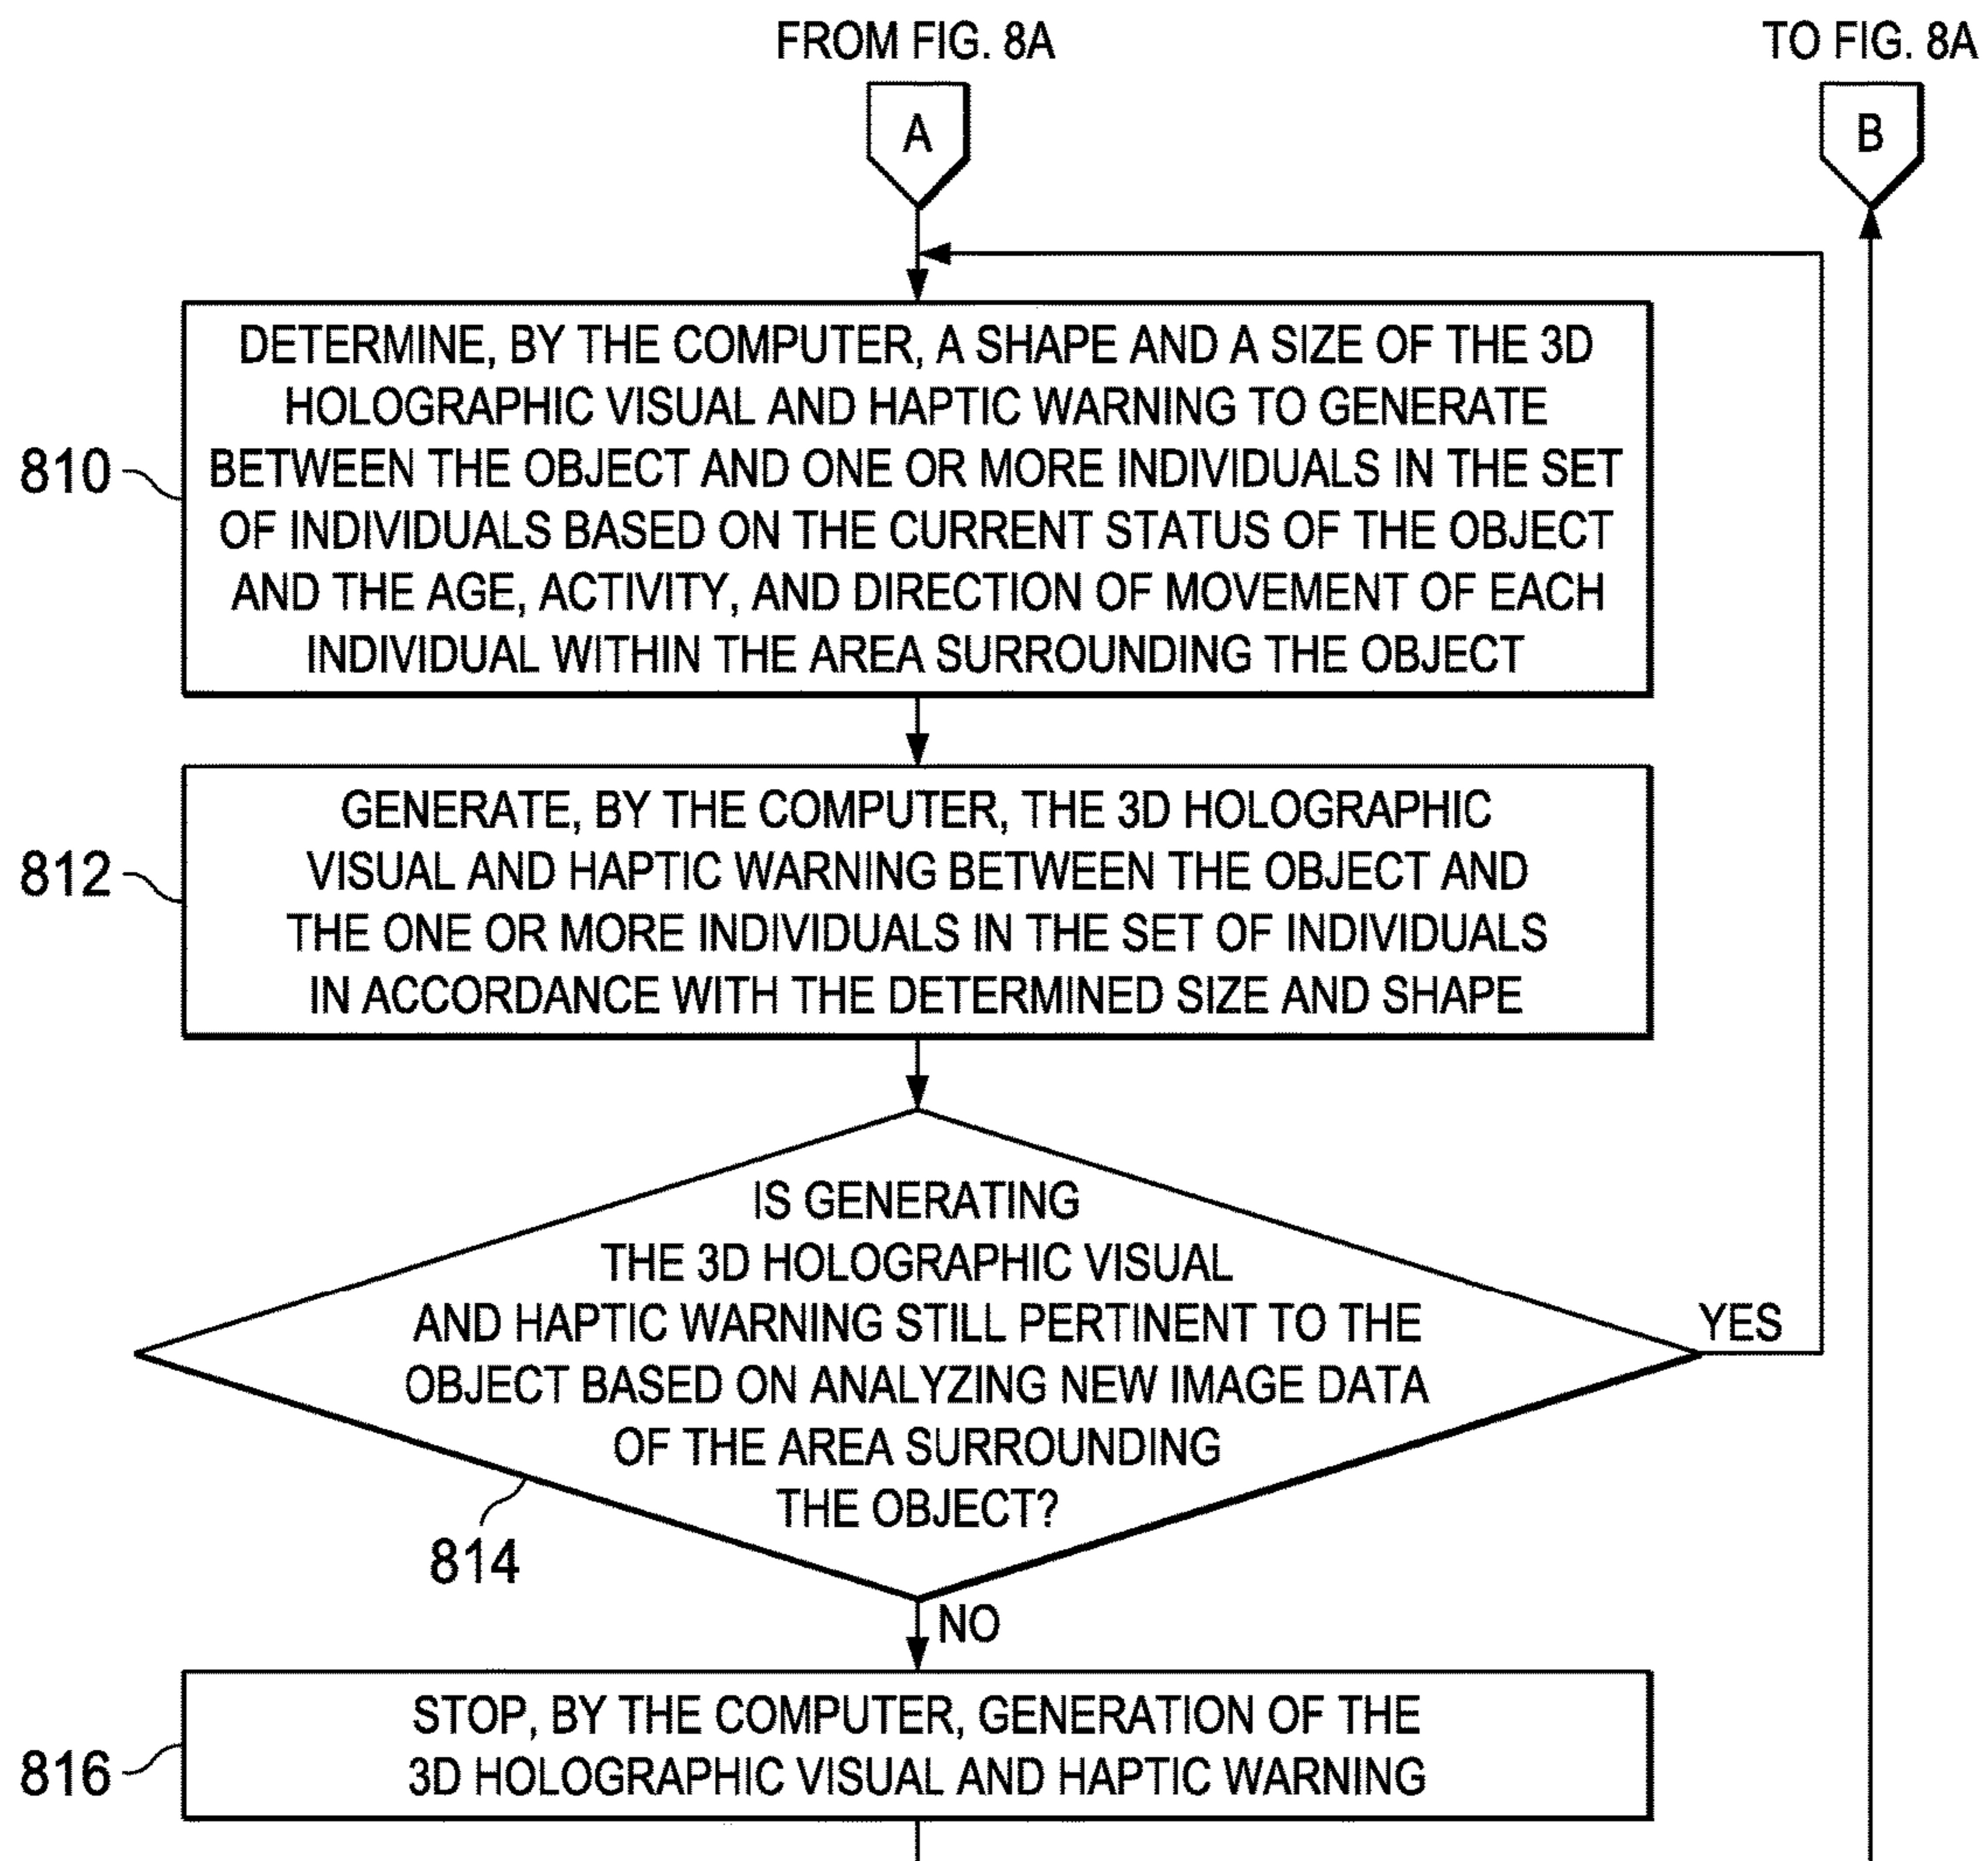 FROM FIG. 8A
TO FIG. 8A
A
B
810
DETERMINE, BY THE COMPUTER, A SHAPE AND A SIZE OF THE 3D
HOLOGRAPHIC VISUAL AND HAPTIC WARNING TO GENERATE
BETWEEN THE OBJECT AND ONE OR MORE INDIVIDUALS IN THE SET
OF INDIVIDUALS BASED ON THE CURRENT STATUS OF THE OBJECT
AND THE AGE, ACTIVITY, AND DIRECTION OF MOVEMENT OF EACH
INDIVIDUAL WITHIN THE AREA SURROUNDING THE OBJECT
812
GENERATE, BY THE COMPUTER, THE 3D HOLOGRAPHIC
VISUAL AND HAPTIC WARNING BETWEEN THE OBJECT AND
THE ONE OR MORE INDIVIDUALS IN THE SET OF INDIVIDUALS
IN ACCORDANCE WITH THE DETERMINED SIZE AND SHAPE
IS GENERATING
THE 3D HOLOGRAPHIC VISUAL
AND HAPTIC WARNING STILL PERTINENT TO THE
OBJECT BASED ON ANALYZING NEW IMAGE DATA
OF THE AREA SURROUNDING
THE OBJECT?
YES
814
NO
816
STOP, BY THE COMPUTER, GENERATION OF THE
3D HOLOGRAPHIC VISUAL AND HAPTIC WARNING